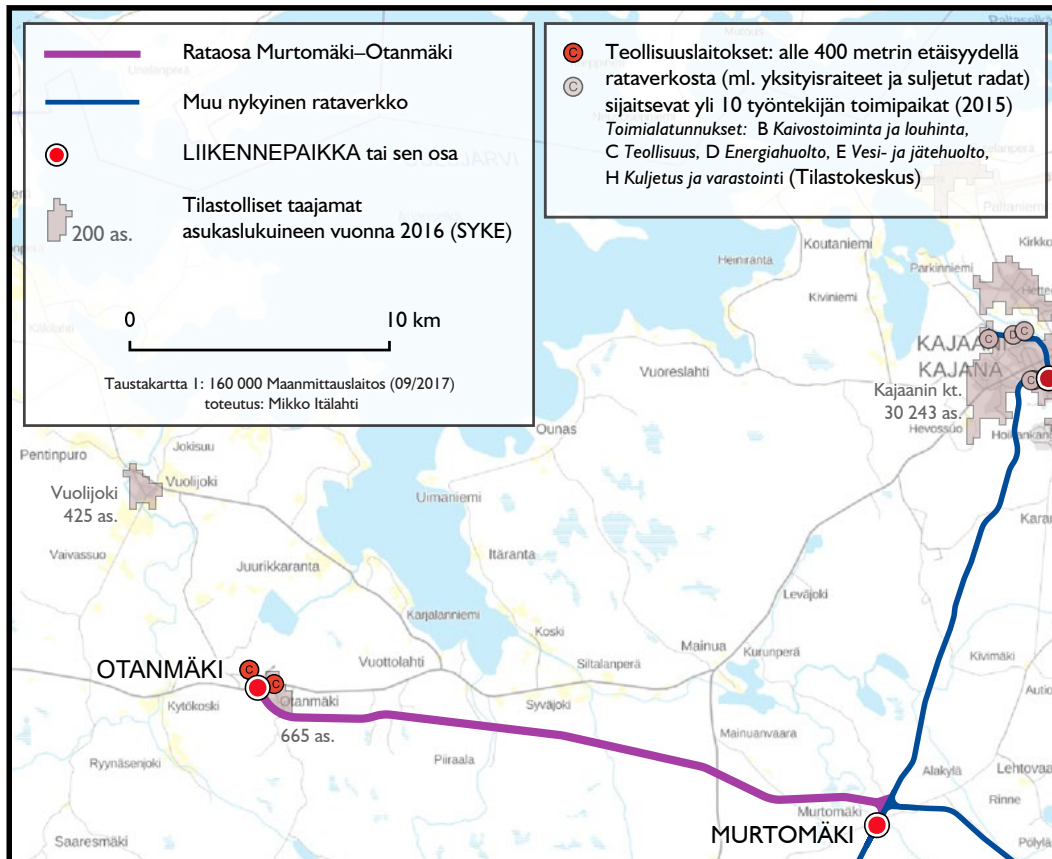 Rataosa Murtomäki–Otanmäki
Muu nykyinen rataverkko
LIIKENNEPAIKKA tai sen osa
200 as.
Tilastolliset taajamat
asukaslukuineen vuonna 2016 (SYKE)
0 10 km
Taustakartta 1: 160 000 Maanmittauslaitos (09/2017)
toteutus: Mikko Itälahti
C
C
Teollisuuslaitokset: alle 400 metrin etäisyydellä
rataverkosta (ml. yksityisraiteet ja suljetut radat)
sijaitsevat yli 10 työntekijän toimipaikat (2015)
Toimialatunnukset: B Kaivostoiminta ja louhinta,
C Teollisuus, D Energiahuolto, E Vesi- ja jätehuolto,
H Kuljetus ja varastointi (Tilastokeskus)
Paltaniemi
Koutaniemi
Heiniranta
Parkinniemi
Kiviniemi
C D C
KAJAANI
KAJANA
C
Vuoreslahti
Kajaanin kt.
30 243 as.
Hevossuo
Ounas
Jokisuu
Pentinpuro
Vuolijoki
Vuolijoki
425 as.
Uimaniemi
Vaivassuo
Itäranta
Juurikkaranta
Leväjoki
Karjalanniemi
Koski
Mainua
Kurunperä
Kivimäki
OTANMÄKI
C
C
Vuottolahti
Siltalanperä
Otanmäki
Kytökoski
Syväjoki
665 as.
Mainuanvaara
Piiraala
Ryynäsenjoki
Alakylä
Rinne
Murtomäki
MURTOMÄKI
Saaresmäki